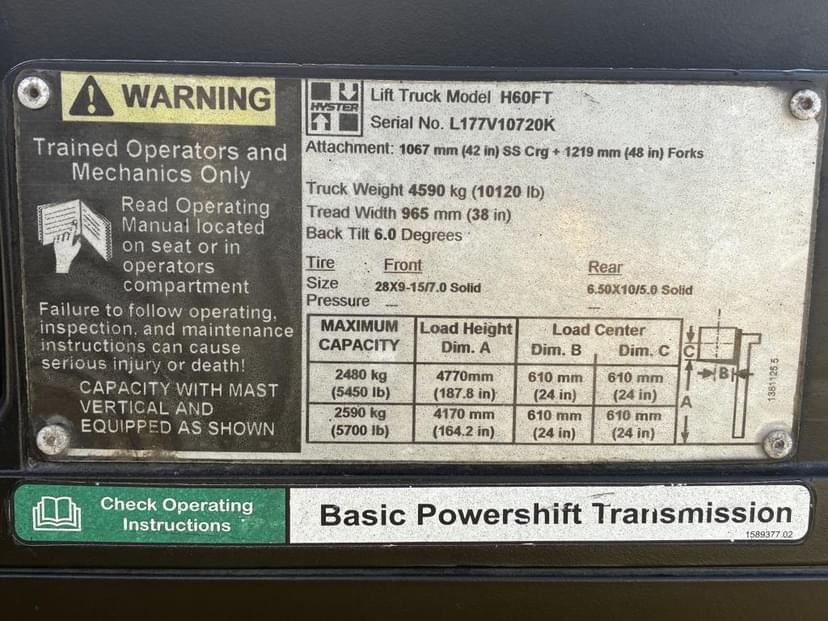 WARNING
Trained Operators and
Mechanics Only
Read Operating
Manual located
on seat or in
operators
compartment
Failure to follow operating,
inspection, and maintenance
instructions can cause
serious injury or death!
CAPACITY WITH MAST
VERTICAL AND
EQUIPPED AS SHOWN
HYSTER
Lift Truck Model H60FT
Serial No. L177V10720K
Attachment: 1067 mm (42 in) SS Crg + 1219 mm (48 in) Forks
Truck Weight 4590 kg (10120 lb)
Tread Width 965 mm (38 in)
Back Tilt 6.0 Degrees
Tire : Front Rear
Size 28X9-15/7.0 Solid 6.50X10/5.0 Solid
Pressure — —
MAXIMUM CAPACITY Load Height Dim. A Load Center Dim. B Dim. C
2480 kg 4770mm 610 mm 610 mm
(5450 lb) (187.8 in) (24 in) (24 in)
2590 kg 4170 mm 610 mm 610 mm
(5700 lb) (164.2 in) (24 in) (24 in)
C
B
A
1361125 5
Check Operating
Instructions
Basic Powershift Transmission
1589377 02